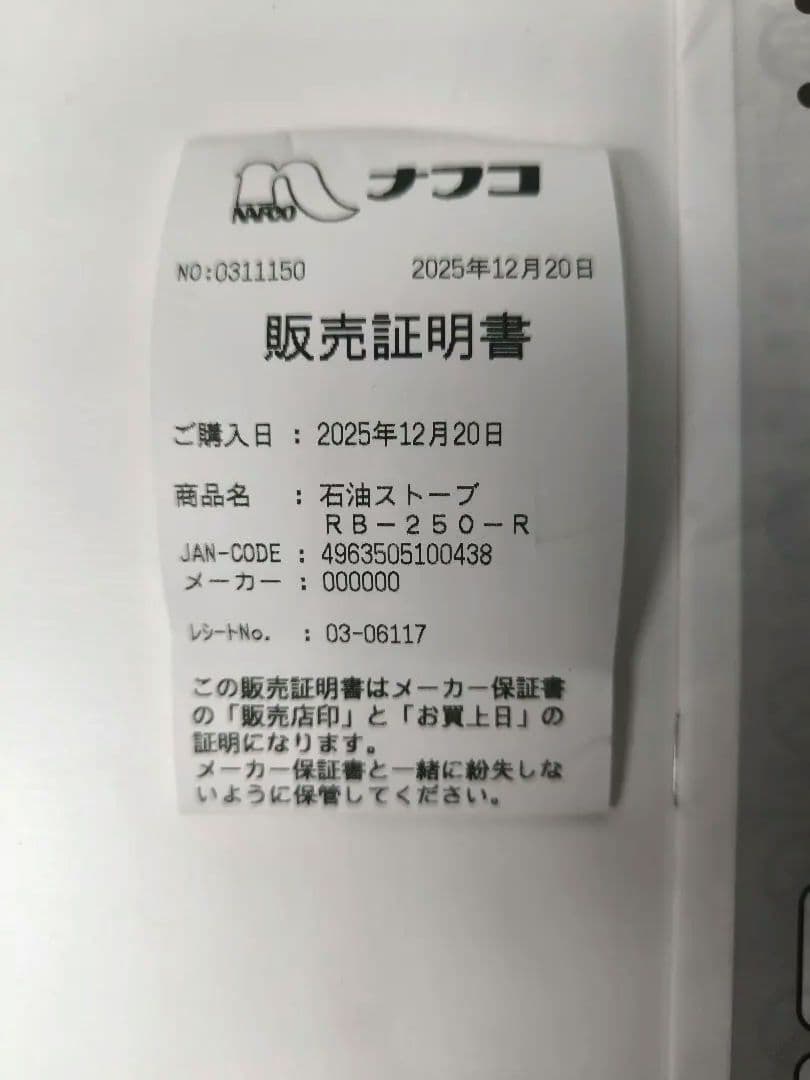 NAFCO ナフコ
NO:0311150 2025年12月20日
販売証明書
ご購入日 : 2025年12月20日
商品名 : 石油ストーブ
RB-250-R
JAN-CODE : 4963505100438
メーカー : 000000
ﾚｼｰﾄNo. : 03-06117
この販売証明書はメーカー保証書
の「販売店印」と「お買上日」の
証明になります。
メーカー保証書と一緒に紛失しな
いように保管してください。